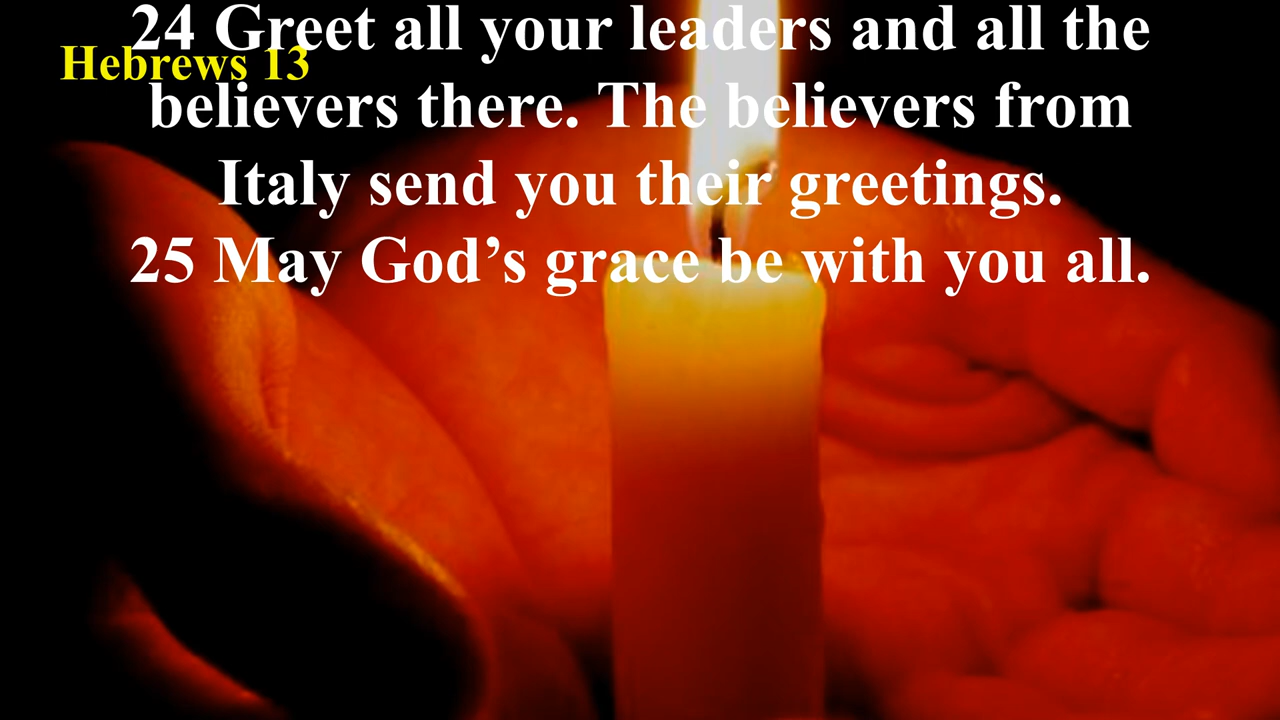 24 Greet all your leaders and all the
Hebrews 13
believers there. The believers from
Italy send you their greetings.
25 May God’s grace be with you all.